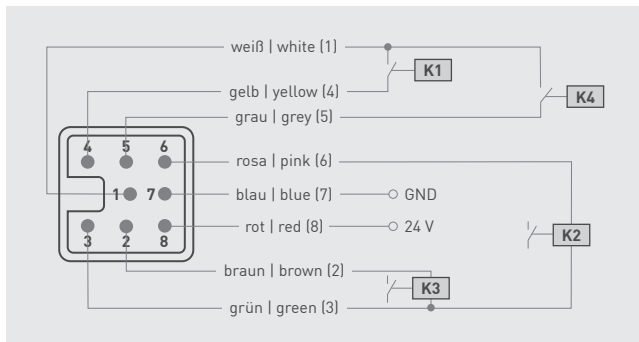 weiß | white (1)
K1
gelb | yellow (4)
K4
grau | grey (5)
4 5 6
rosa | pink (6)
1 7
blau | blue (7)
GND
rot | red (8)
24 V
K2
3 2 8
braun | brown (2)
K3
grün | green (3)